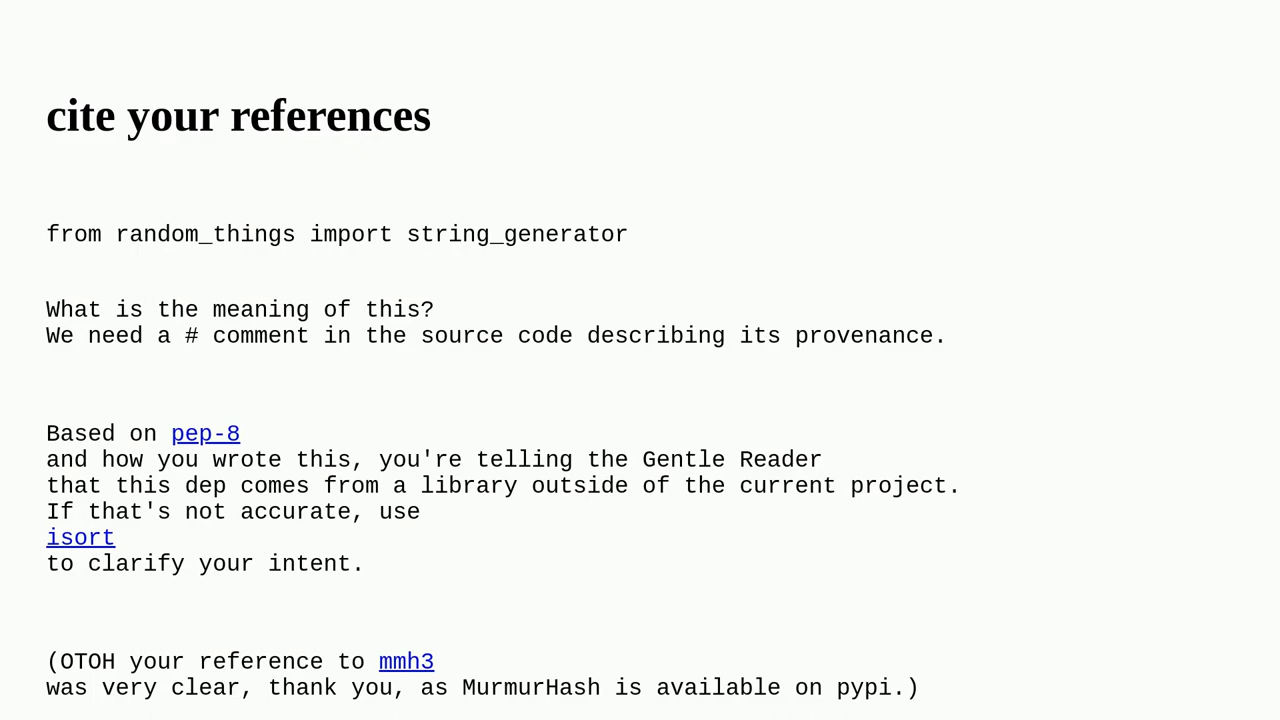 cite your references
from random_things import string_generator
What is the meaning of this?
We need a # comment in the source code describing its provenance.
Based on pep-8
and how you wrote this, you're telling the Gentle Reader
that this dep comes from a library outside of the current project.
If that's not accurate, use
isort
to clarify your intent.
(OTOH your reference to mmh3
was very clear, thank you, as MurmurHash is available on pypi.)